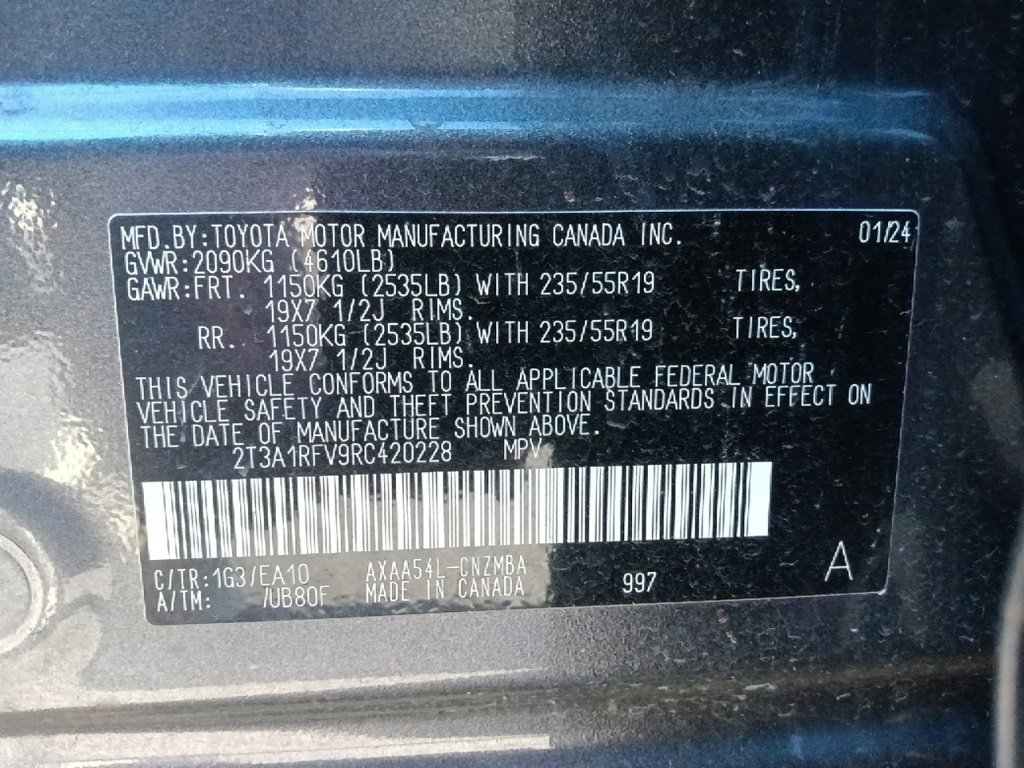 MFD.BY:TOYOTA MOTOR MANUFACTURING CANADA INC. 01/24
GVWR:2090KG (4610LB)
GAWR:FRT. 1150KG (2535LB) WITH 235/55R19 TIRES,
19X7 1/2J RIMS.
RR. 1150KG (2535LB) WITH 235/55R19 TIRES,
19X7 1/2J RIMS.
THIS VEHICLE CONFORMS TO ALL APPLICABLE FEDERAL MOTOR
VEHICLE SAFETY AND THEFT PREVENTION STANDARDS IN EFFECT ON
THE DATE OF MANUFACTURE SHOWN ABOVE.
2T3A1RFV9RC420228 MPV
C/TR:1G3/EA10 AXAA54L-CNZMBA
A/TM: /UB80F MADE IN CANADA 997 A